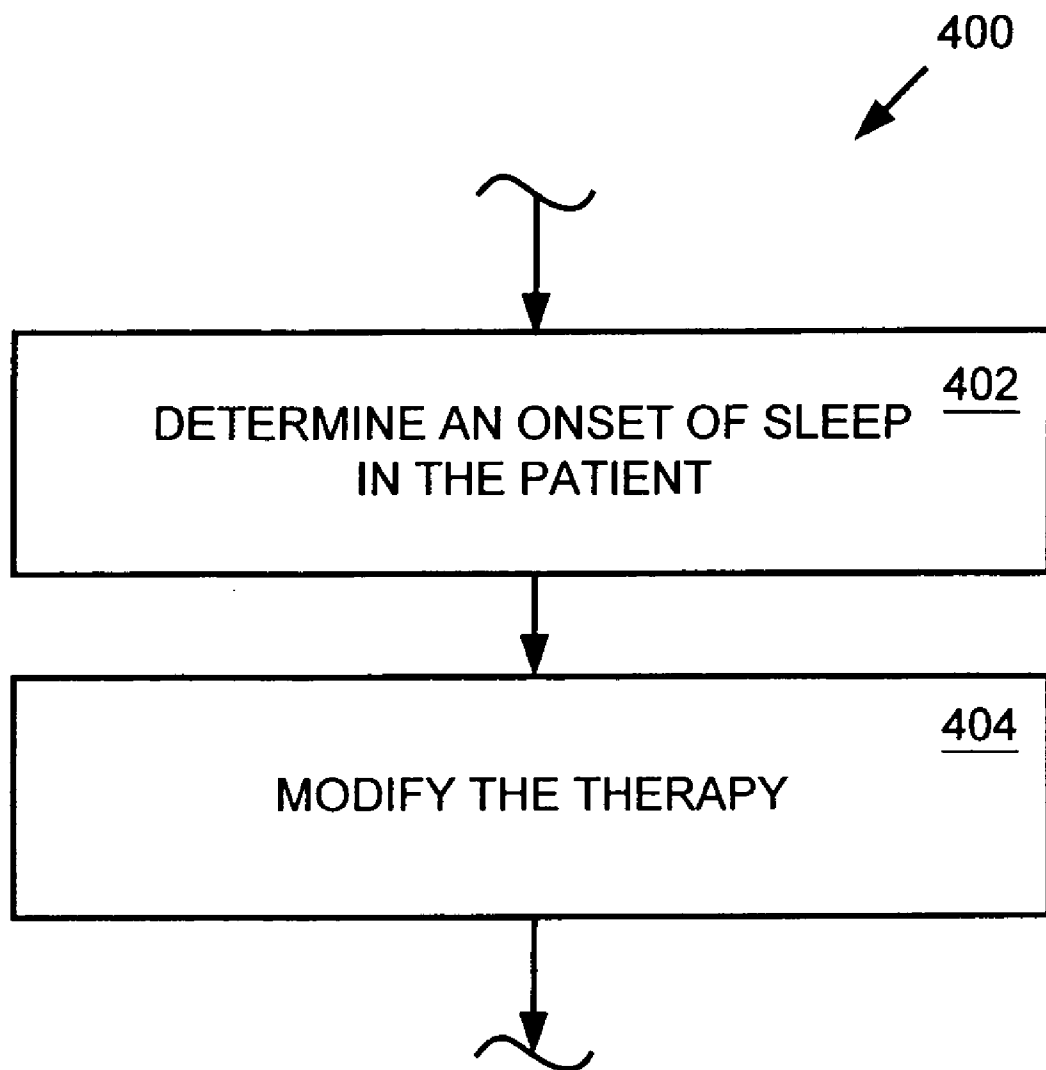 400
402
DETERMINE AN ONSET OF SLEEP
IN THE PATIENT
404
MODIFY THE THERAPY